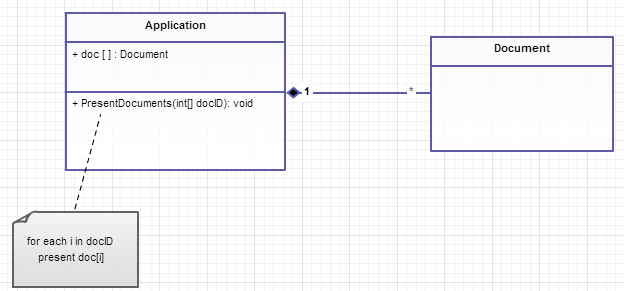 Application
+ doc [ ] : Document
+ PresentDocuments(int[] docID): void
1
*
Document
for each i in docID
present doc[i]